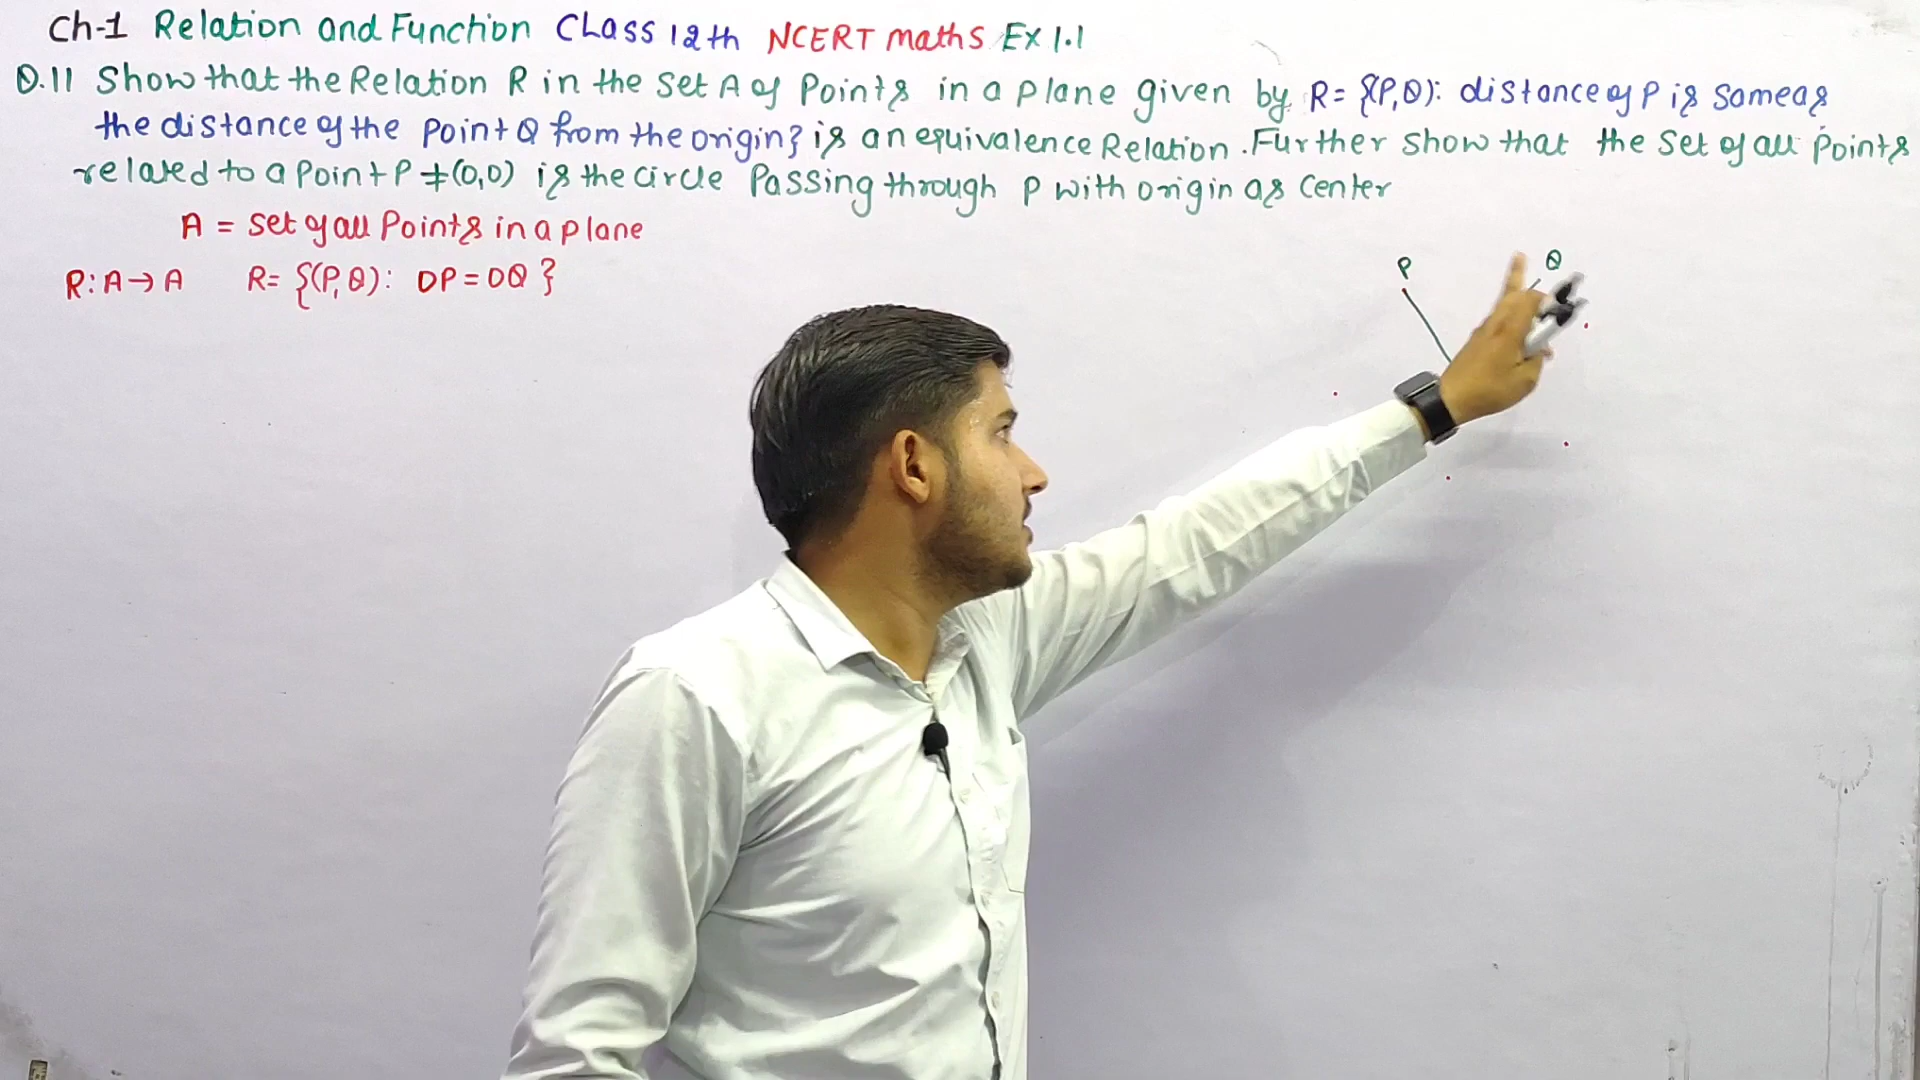 Ch-1 Relation and Function Class 12th NCERT maths Ex 1.1
Q.11 Show that the Relation R in the set A of Points in a plane given by R = {(P,Q): distance of P is same as
the distance of the point Q from the origin} is an equivalence Relation. Further show that the set of all points
related to a point P ≠ (0,0) is the circle Passing through P with origin as center
A = set of all Points in a plane
R: A → A R = {(P,Q): OP = OQ }
P Q